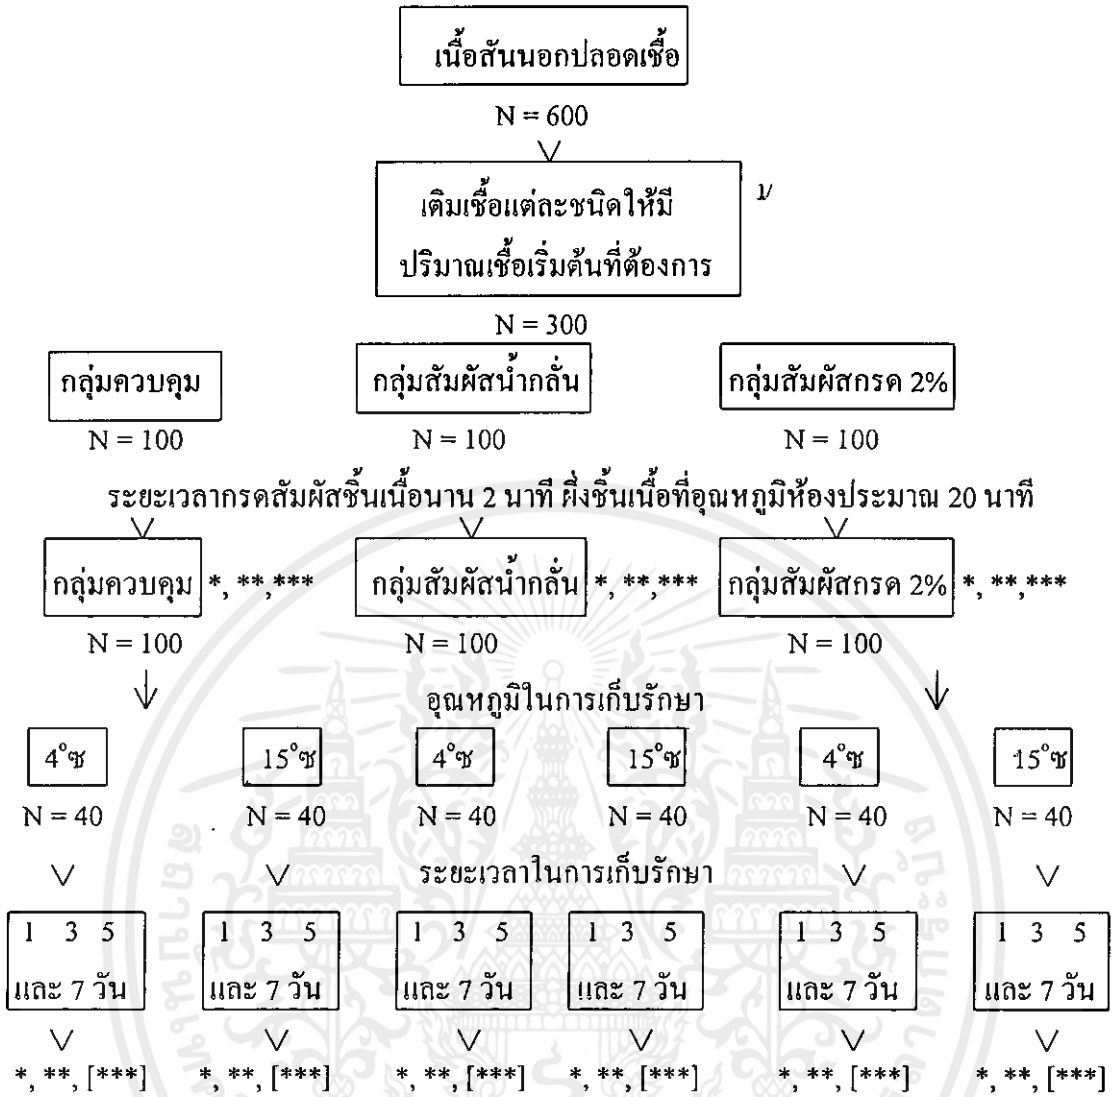 เนื้อสันนอกปลอดเชื้อ
N = 600
เติมเชื้อแต่ละชนิดให้มี
ปริมาณเชื้อเริ่มต้นที่ต้องการ
1/
N = 300
กลุ่มควบคุม กลุ่มสัมผัสน้ำกลั่น กลุ่มสัมผัสกรด 2%
N = 100 N = 100 N = 100
ระยะเวลากรดสัมผัสชิ้นเนื้อนาน 2 นาที ผึ่งชิ้นเนื้อที่อุณหภูมิห้องประมาณ 20 นาที
กลุ่มควบคุม *, **,*** กลุ่มสัมผัสน้ำกลั่น *, **,*** กลุ่มสัมผัสกรด 2% *, **,***
N = 100 N = 100 N = 100
อุณหภูมิในการเก็บรักษา
4°ซ 15°ซ 4°ซ 15°ซ 4°ซ 15°ซ
N = 40 N = 40 N = 40 N = 40 N = 40 N = 40
ระยะเวลาในการเก็บรักษา
1 3 5 1 3 5 1 3 5 1 3 5 1 3 5 1 3 5
และ 7 วัน และ 7 วัน และ 7 วัน และ 7 วัน และ 7 วัน และ 7 วัน
*, **, [***] *, **, [***] *, **, [***] *, **, [***] *, **, [***] *, **, [***]